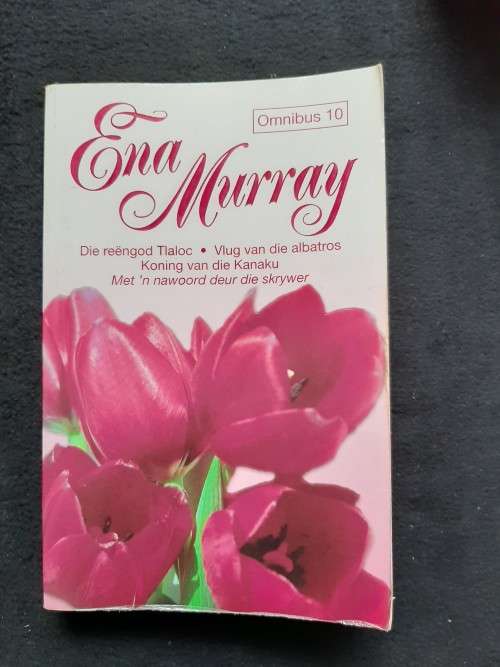 Ena
Murray
Omnibus 10
Die reëngod Tlaloc • Vlug van die albatros
Koning van die Kanaku
Met 'n nawoord deur die skrywer